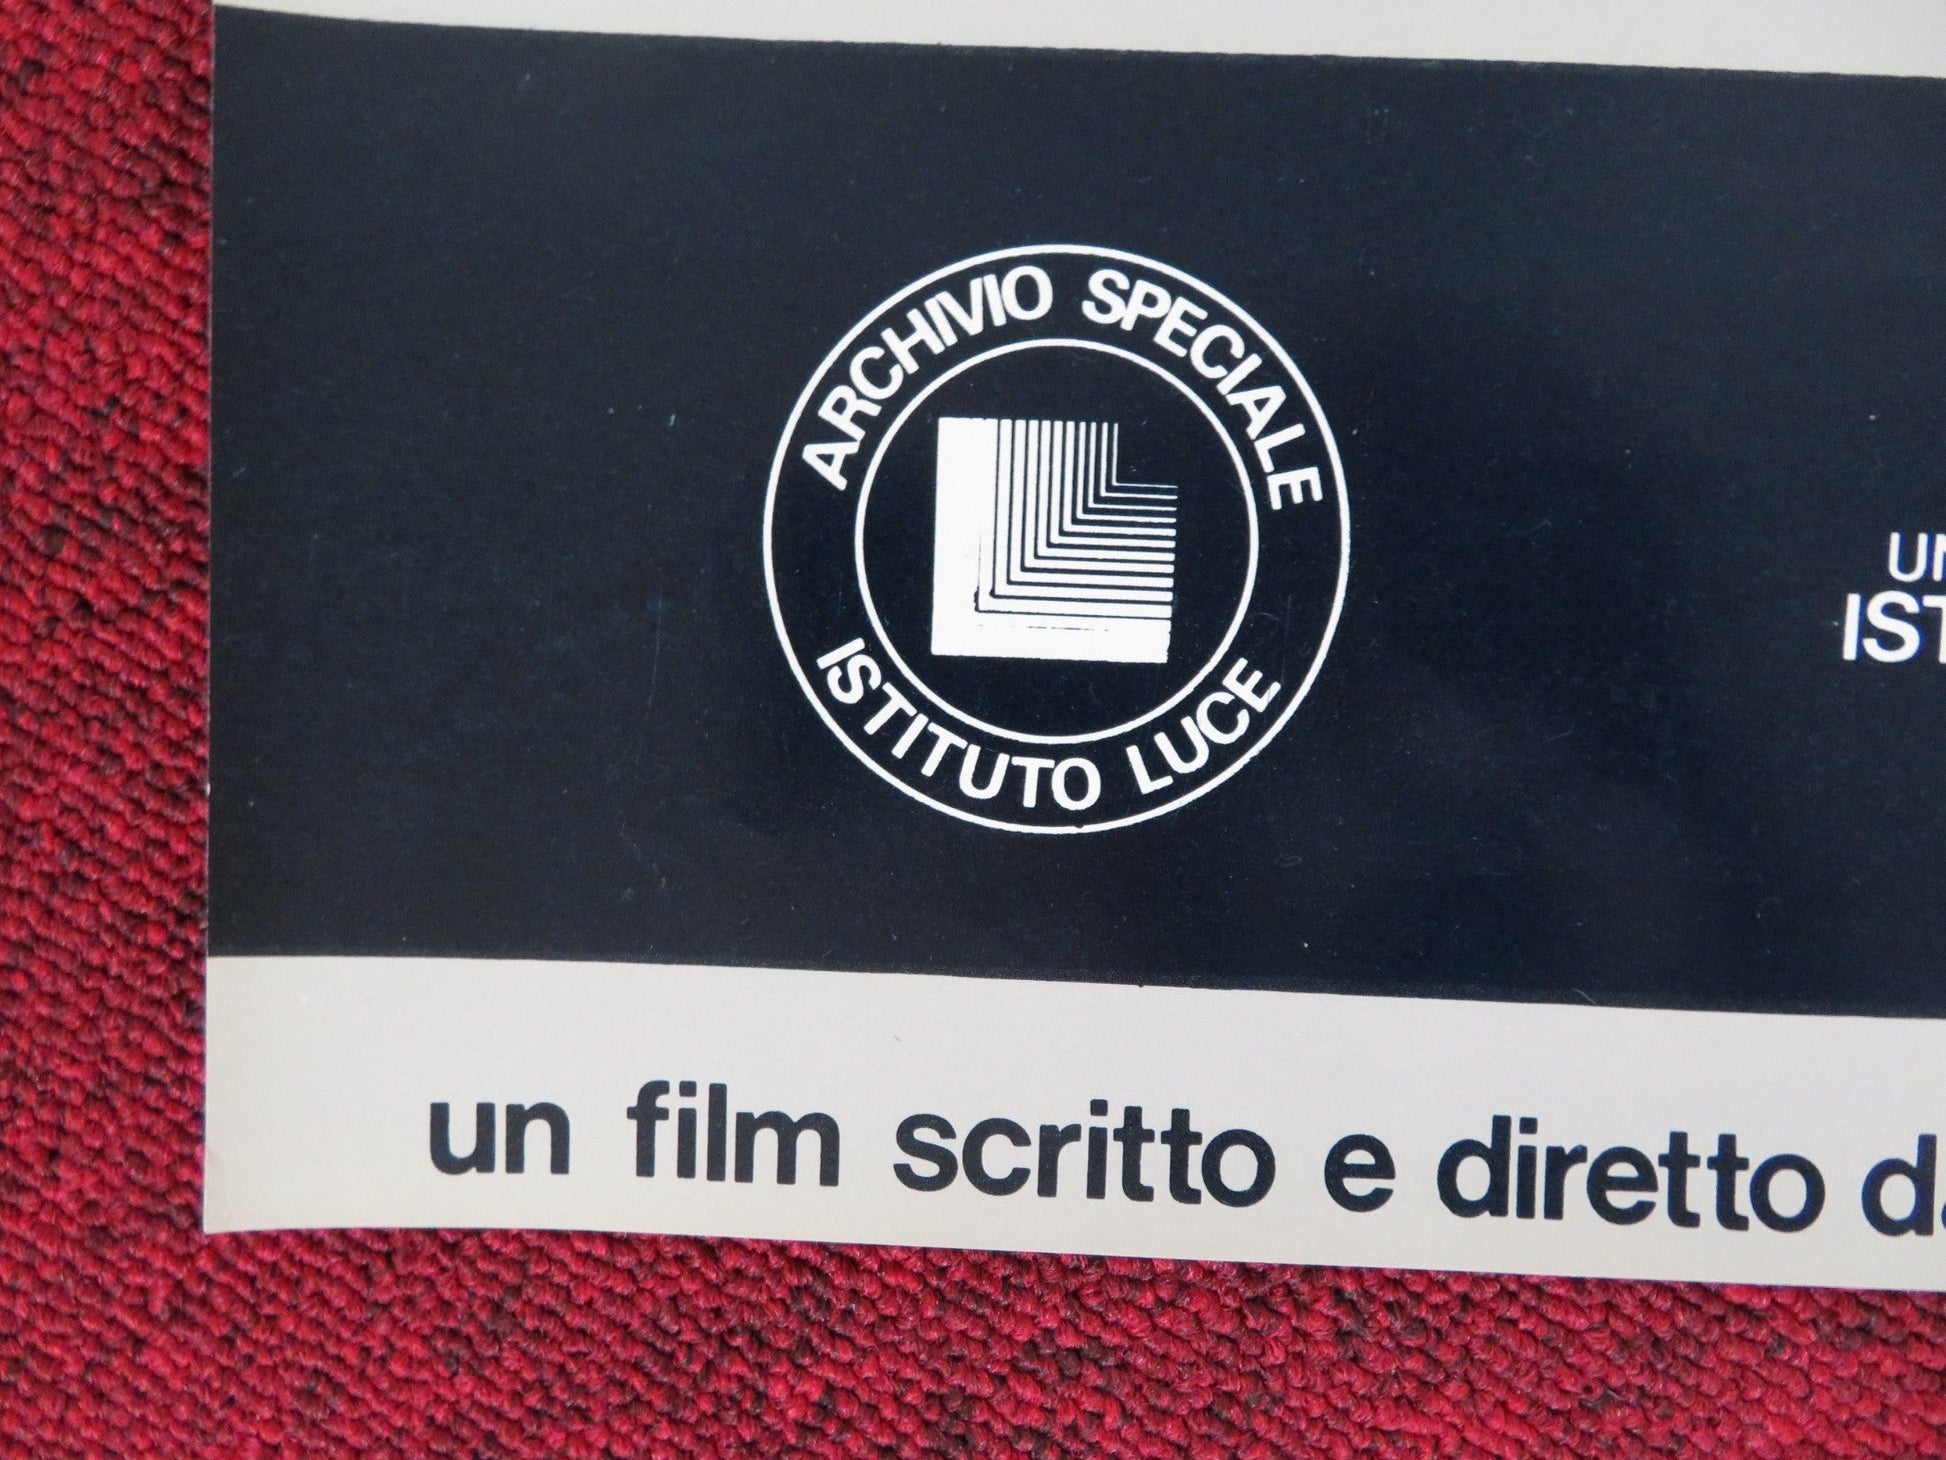 ARCHIVIO SPECIALE
ISTITUTO LUCE
un film scritto e diretto